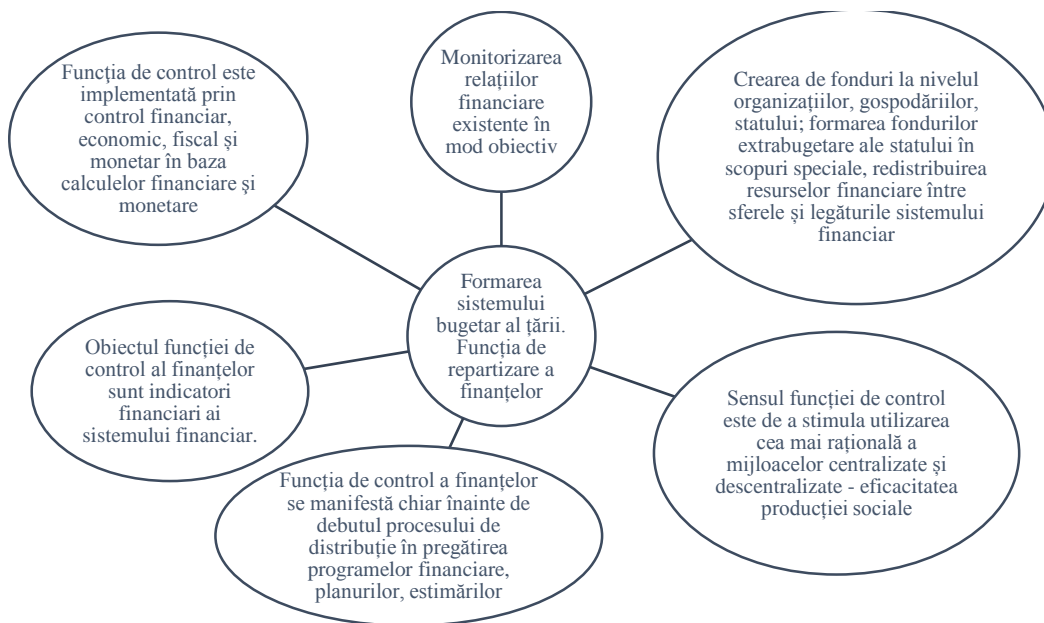 Monitorizarea
relațiilor
financiare
existente în
mod obiectiv
Funcția de control este
implementată prin
control financiar,
economic, fiscal și
monetar în baza
calculelor financiare și
monetare
Crearea de fonduri la nivelul
organizațiilor, gospodăriilor,
statului; formarea fondurilor
extrabugetare ale statului în
scopuri speciale, redistribuirea
resurselor financiare între
sferele și legăturile sistemului
financiar
Formarea
sistemului
bugetar al țării.
Funcția de
repartizare a
finanțelor
Obiectul funcției de
control al finanțelor
sunt indicatori
financiari ai
sistemului financiar.
Sensul funcției de control
este de a stimula utilizarea
cea mai rațională a
mijloacelor centralizate și
descentralizate - eficacitatea
producției sociale
Funcția de control a finanțelor
se manifestă chiar înainte de
debutul procesului de
distribuție în pregătirea
programelor financiare,
planurilor, estimărilor